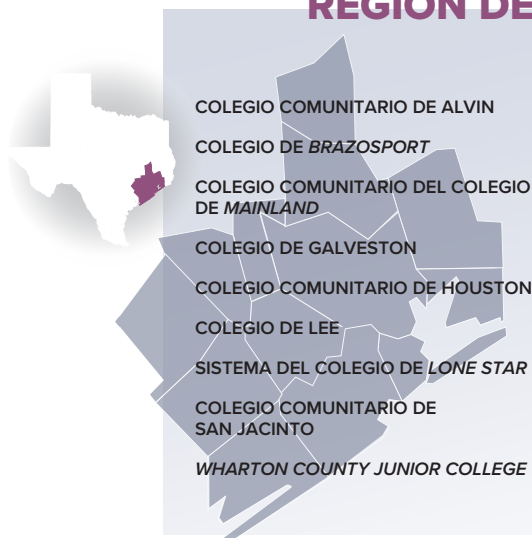 REGIÓN DE
COLEGIO COMUNITARIO DE ALVIN
COLEGIO DE BRAZOSPORT
COLEGIO COMUNITARIO DEL COLEGIO
DE MAINLAND
COLEGIO DE GALVESTON
COLEGIO COMUNITARIO DE HOUSTON
COLEGIO DE LEE
SISTEMA DEL COLEGIO DE LONE STAR
COLEGIO COMUNITARIO DE
SAN JACINTO
WHARTON COUNTY JUNIOR COLLEGE